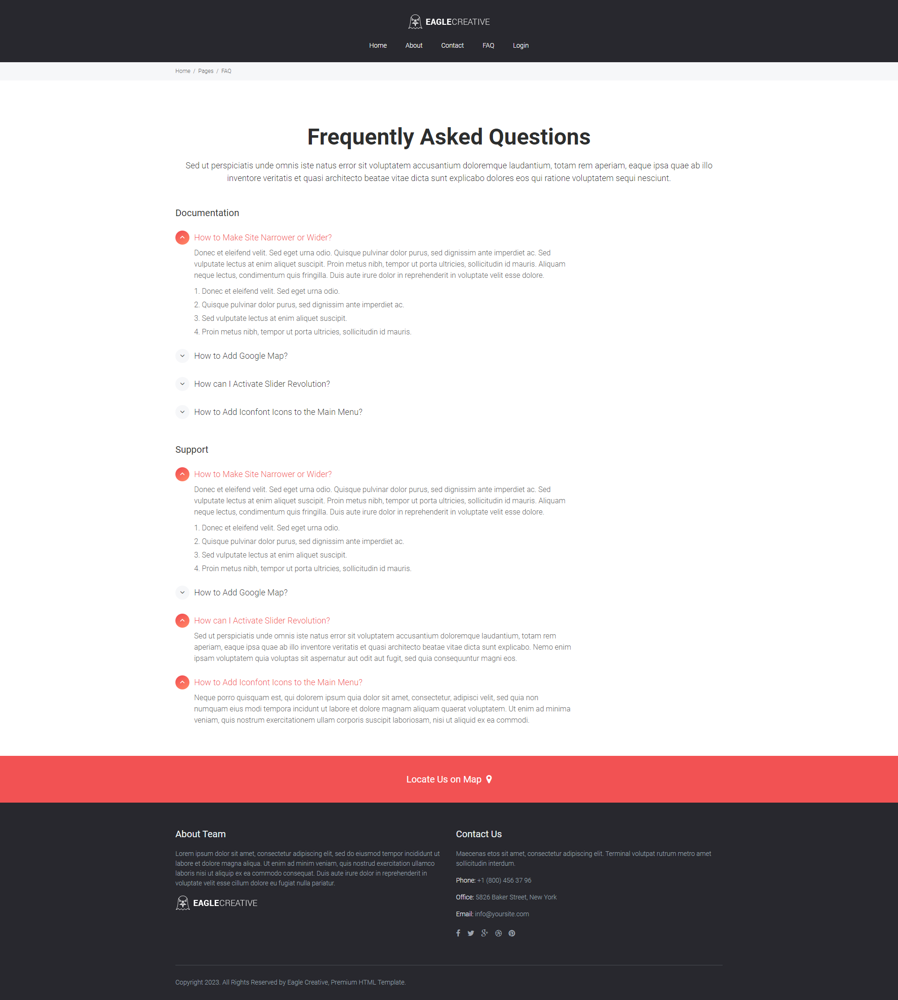 EAGLECREATIVE
Home About Contact FAQ Login
Home / Pages / FAQ
Frequently Asked Questions
Sed ut perspiciatis unde omnis iste natus error sit voluptatem accusantium doloremque laudantium, totam rem aperiam, eaque ipsa quae ab illo
inventore veritatis et quasi architecto beatae vitae dicta sunt explicabo dolores eos qui ratione voluptatem sequi nesciunt.
Documentation
How to Make Site Narrower or Wider?
Donec et eleifend velit. Sed eget urna odio. Quisque pulvinar dolor purus, sed dignissim ante imperdiet ac. Sed
vulputate lectus at enim aliquet suscipit. Proin metus nibh, tempor ut porta ultricies, sollicitudin id mauris. Aliquam
neque lectus, condimentum quis fringilla. Duis aute irure dolor in reprehenderit in voluptate velit esse dolore.
1. Donec et eleifend velit. Sed eget urna odio.
2. Quisque pulvinar dolor purus, sed dignissim ante imperdiet ac.
3. Sed vulputate lectus at enim aliquet suscipit.
4. Proin metus nibh, tempor ut porta ultricies, sollicitudin id mauris.
How to Add Google Map?
How can I Activate Slider Revolution?
How to Add Iconfont Icons to the Main Menu?
Support
How to Make Site Narrower or Wider?
Donec et eleifend velit. Sed eget urna odio. Quisque pulvinar dolor purus, sed dignissim ante imperdiet ac. Sed
vulputate lectus at enim aliquet suscipit. Proin metus nibh, tempor ut porta ultricies, sollicitudin id mauris. Aliquam
neque lectus, condimentum quis fringilla. Duis aute irure dolor in reprehenderit in voluptate velit esse dolore.
1. Donec et eleifend velit. Sed eget urna odio.
2. Quisque pulvinar dolor purus, sed dignissim ante imperdiet ac.
3. Sed vulputate lectus at enim aliquet suscipit.
4. Proin metus nibh, tempor ut porta ultricies, sollicitudin id mauris.
How to Add Google Map?
How can I Activate Slider Revolution?
Sed ut perspiciatis unde omnis iste natus error sit voluptatem accusantium doloremque laudantium, totam rem
aperiam, eaque ipsa quae ab illo inventore veritatis et quasi architecto beatae vitae dicta sunt explicabo. Nemo enim
ipsam voluptatem quia voluptas sit aspernatur aut odit aut fugit, sed quia consequuntur magni eos.
How to Add Iconfont Icons to the Main Menu?
Neque porro quisquam est, qui dolorem ipsum quia dolor sit amet, consectetur, adipisci velit, sed quia non
numquam eius modi tempora incidunt ut labore et dolore magnam aliquam quaerat voluptatem. Ut enim ad minima
veniam, quis nostrum exercitationem ullam corporis suscipit laboriosam, nisi ut aliquid ex ea commodi.
Locate Us on Map
About Team
Lorem ipsum dolor sit amet, consectetur adipiscing elit, sed do eiusmod tempor incididunt ut
labore et dolore magna aliqua. Ut enim ad minim veniam, quis nostrud exercitation ullamco
laboris nisi ut aliquip ex ea commodo consequat. Duis aute irure dolor in reprehenderit in
voluptate velit esse cillum dolore eu fugiat nulla pariatur.
EAGLECREATIVE
Contact Us
Maecenas etos sit amet, consectetur adipiscing elit. Terminal volutpat rutrum metro amet
sollicitudin interdum.
Phone: +1 (800) 456 37 96
Office: 5826 Baker Street, New York
Email: info@yoursite.com
Copyright 2023. All Rights Reserved by Eagle Creative, Premium HTML Template.